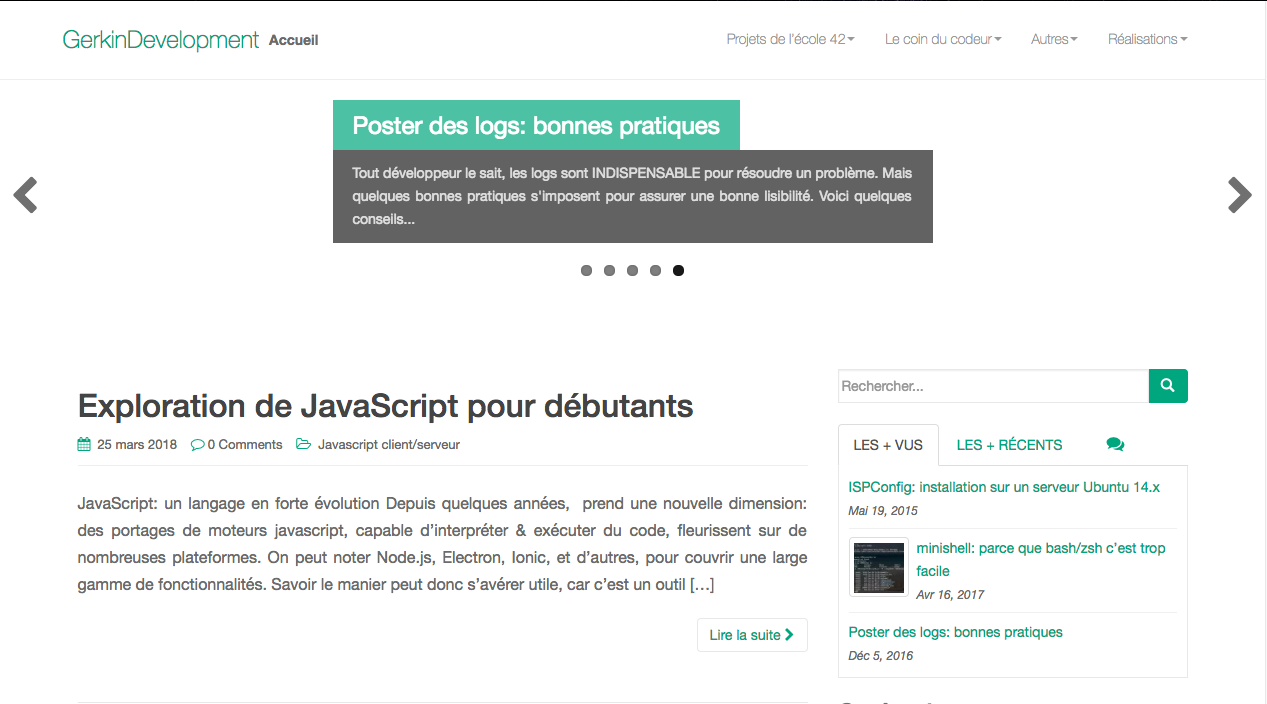 GerkinDevelopment Accueil
Projets de l'école 42
Le coin du codeur
Autres
Réalisations
Poster des logs: bonnes pratiques
Tout développeur le sait, les logs sont INDISPENSABLE pour résoudre un problème. Mais
quelques bonnes pratiques s'imposent pour assurer une bonne lisibilité. Voici quelques
conseils...
Exploration de JavaScript pour débutants
25 mars 2018 0 Comments Javascript client/serveur
JavaScript: un langage en forte évolution Depuis quelques années, prend une nouvelle dimension:
des portages de moteurs javascript, capable d'interpréter & exécuter du code, fleurissent sur de
nombreuses plateformes. On peut noter Node.js, Electron, Ionic, et d'autres, pour couvrir une large
gamme de fonctionnalités. Savoir le manier peut donc s'avérer utile, car c'est un outil […]
Lire la suite
Rechercher...
LES + VUS
LES + RÉCENTS
ISPConfig: installation sur un serveur Ubuntu 14.x
Mai 19, 2015
minishell: parce que bash/zsh c'est trop
facile
Avr 16, 2017
Poster des logs: bonnes pratiques
Déc 5, 2016